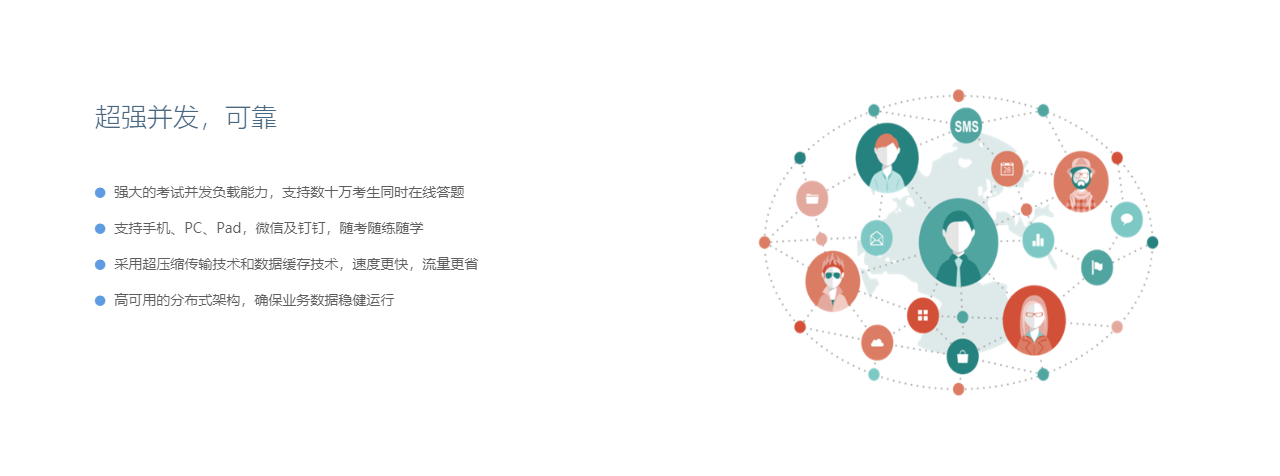 超强并发，可靠
强大的考试并发负载能力，支持数十万考生同时在线答题
支持手机、PC、Pad，微信及钉钉，随考随练随学
采用超压缩传输技术和数据缓存技术，速度更快，流量更省
高可用的分布式架构，确保业务数据稳健运行
SMS
28